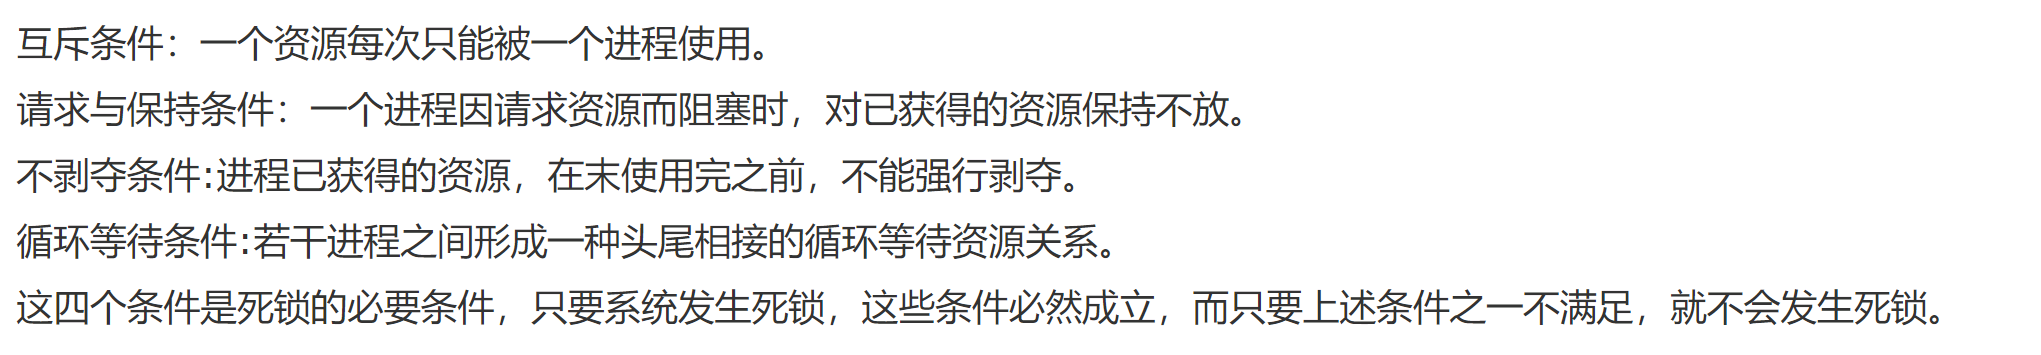 互斥条件：一个资源每次只能被一个进程使用。
请求与保持条件：一个进程因请求资源而阻塞时，对已获得的资源保持不放。
不剥夺条件:进程已获得的资源，在末使用完之前，不能强行剥夺。
循环等待条件:若干进程之间形成一种头尾相接的循环等待资源关系。
这四个条件是死锁的必要条件，只要系统发生死锁，这些条件必然成立，而只要上述条件之一不满足，就不会发生死锁。